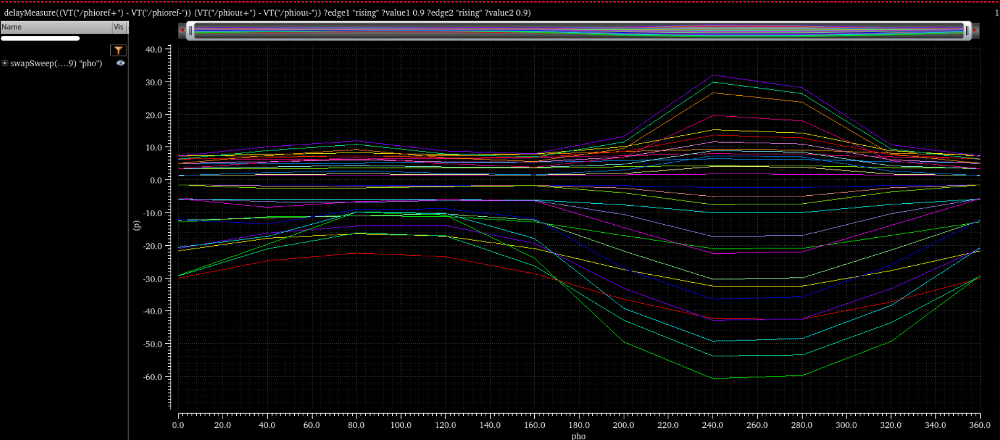 delayMeasure((VT("/phioref+") - VT("/phioref-")) (VT("/phiout+") - VT("/phiout-")) ?edge1 "rising" ?value1 0.9 ?edge2 "rising" ?value2 0.9)
1
Name Vis
swapSweep(....9) "pho")
40.0
30.0
20.0
10.0
0.0
-10.0
-20.0
-30.0
-40.0
-50.0
-60.0
(p)
0.0 20.0 40.0 60.0 80.0 100.0 120.0 140.0 160.0 180.0 200.0 220.0 240.0 260.0 280.0 300.0 320.0 340.0 360.0
pho